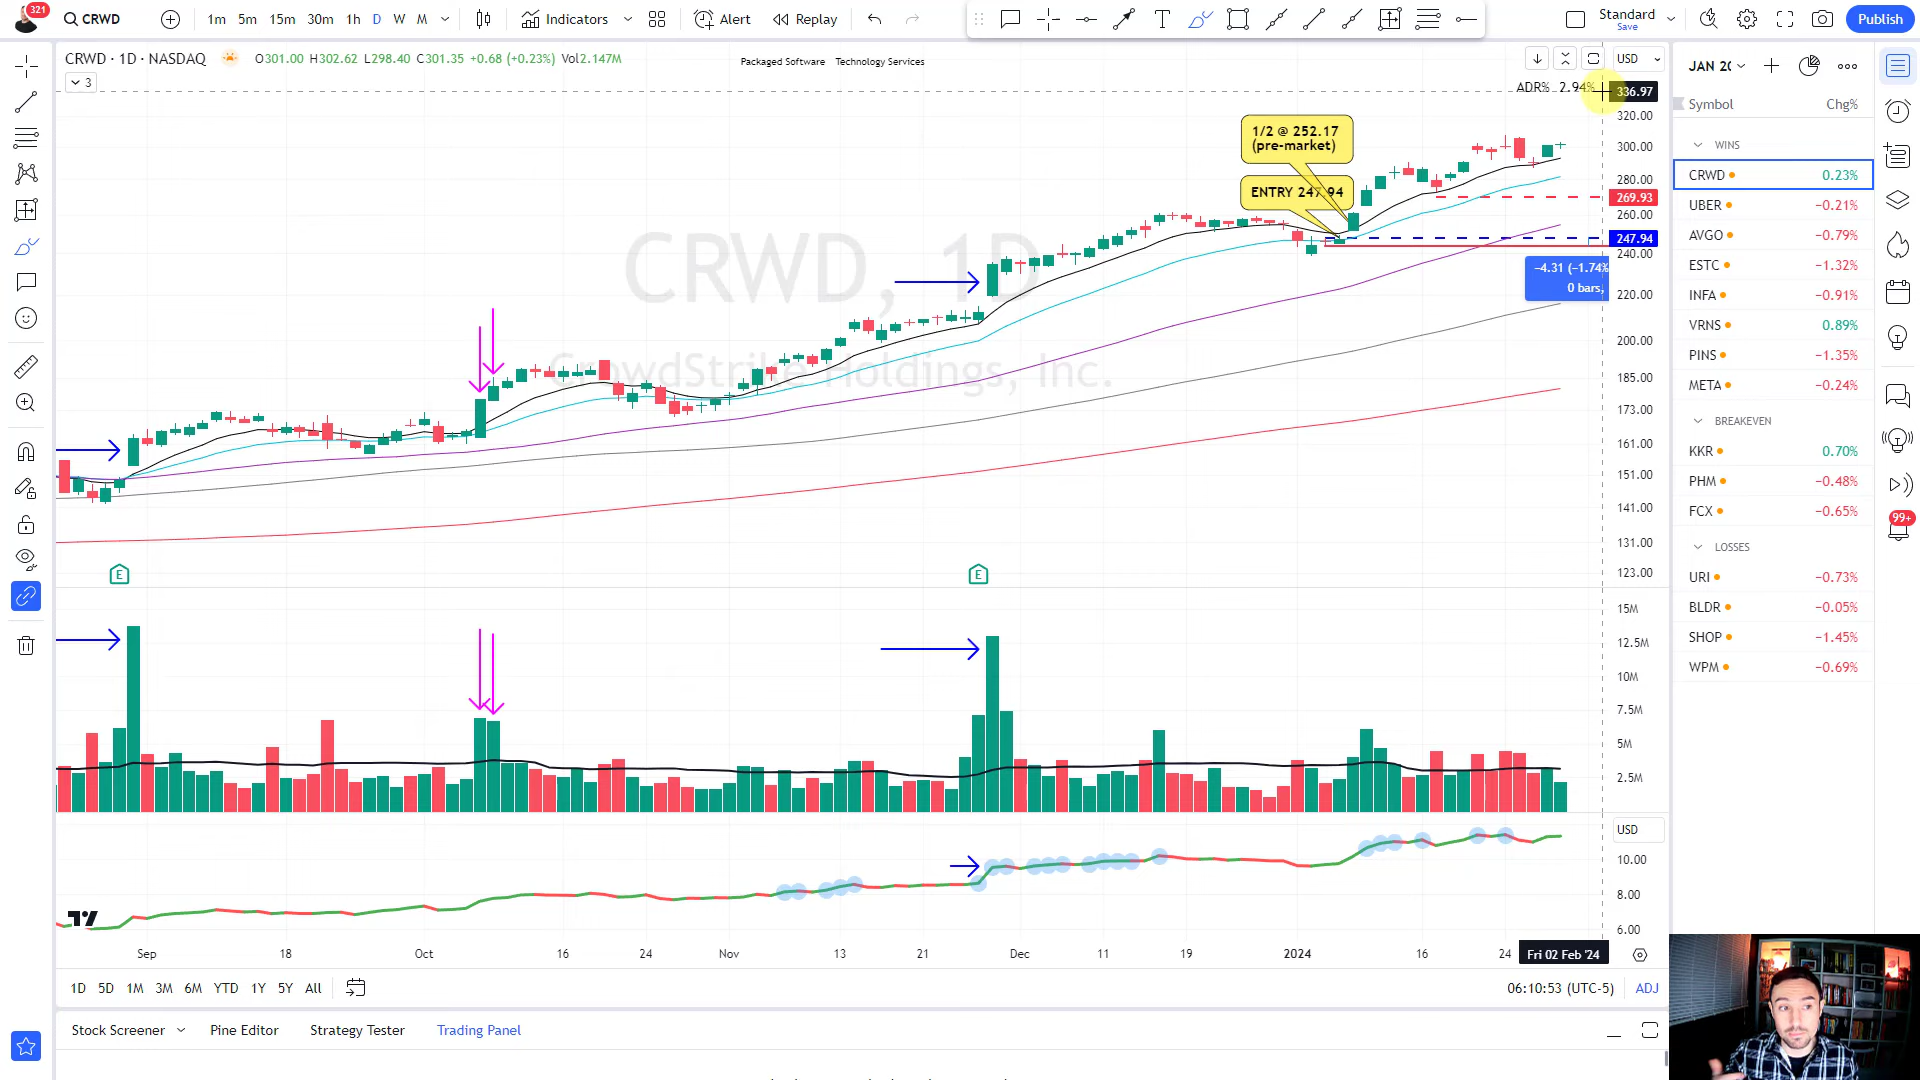 321
CRWD
1m 5m 15m 30m 1h D W M
Indicators
Alert
Replay
Standard
Save
Publish
CRWD · 1D · NASDAQ
O301.00 H302.62 L298.40 C301.35 +0.68 (+0.23%) Vol2.147M
3
Packaged Software Technology Services
USD
ADR% 2.94%
336.97
320.00
300.00
280.00
269.93
260.00
247.94
240.00
220.00
200.00
185.00
173.00
161.00
151.00
141.00
131.00
123.00
1/2 @ 252.17
(pre-market)
ENTRY 247.94
−4.31 (−1.74%
0 bars,
CRWD, 1D
CrowdStrike Holdings, Inc.
E
E
15M
12.5M
10M
7.5M
5M
2.5M
USD
10.00
8.00
6.00
Sep 18 Oct 16 24 Nov 13 21 Dec 11 19 2024 16 24
Fri 02 Feb '24
1D 5D 1M 3M 6M YTD 1Y 5Y All
06:10:53 (UTC-5)
ADJ
Stock Screener Pine Editor Strategy Tester Trading Panel
JAN 20
Symbol Chg%
WINS
CRWD 0.23%
UBER −0.21%
AVGO −0.79%
ESTC −1.32%
INFA −0.91%
VRNS 0.89%
PINS −1.35%
META −0.24%
BREAKEVEN
KKR 0.70%
PHM −0.48%
FCX −0.65%
LOSSES
URI −0.73%
BLDR −0.05%
SHOP −1.45%
WPM −0.69%
99+